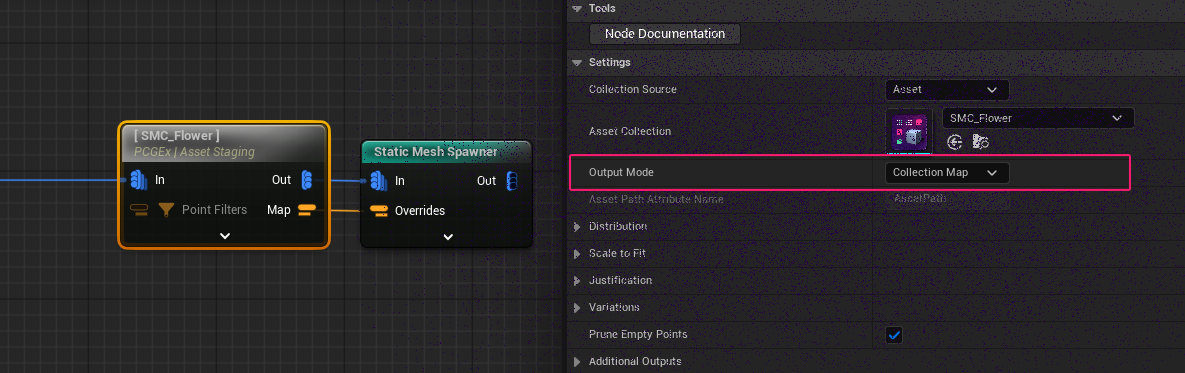 [ SMC_Flower ]
PCGEx | Asset Staging
In
Out
Point Filters
Map
Static Mesh Spawner
In
Out
Overrides
Tools
Node Documentation
Settings
Collection Source
Asset
Asset Collection
SMC_Flower
Output Mode
Collection Map
Asset Path Attribute Name
AssetPath
Distribution
Scale to Fit
Justification
Variations
Prune Empty Points
Additional Outputs